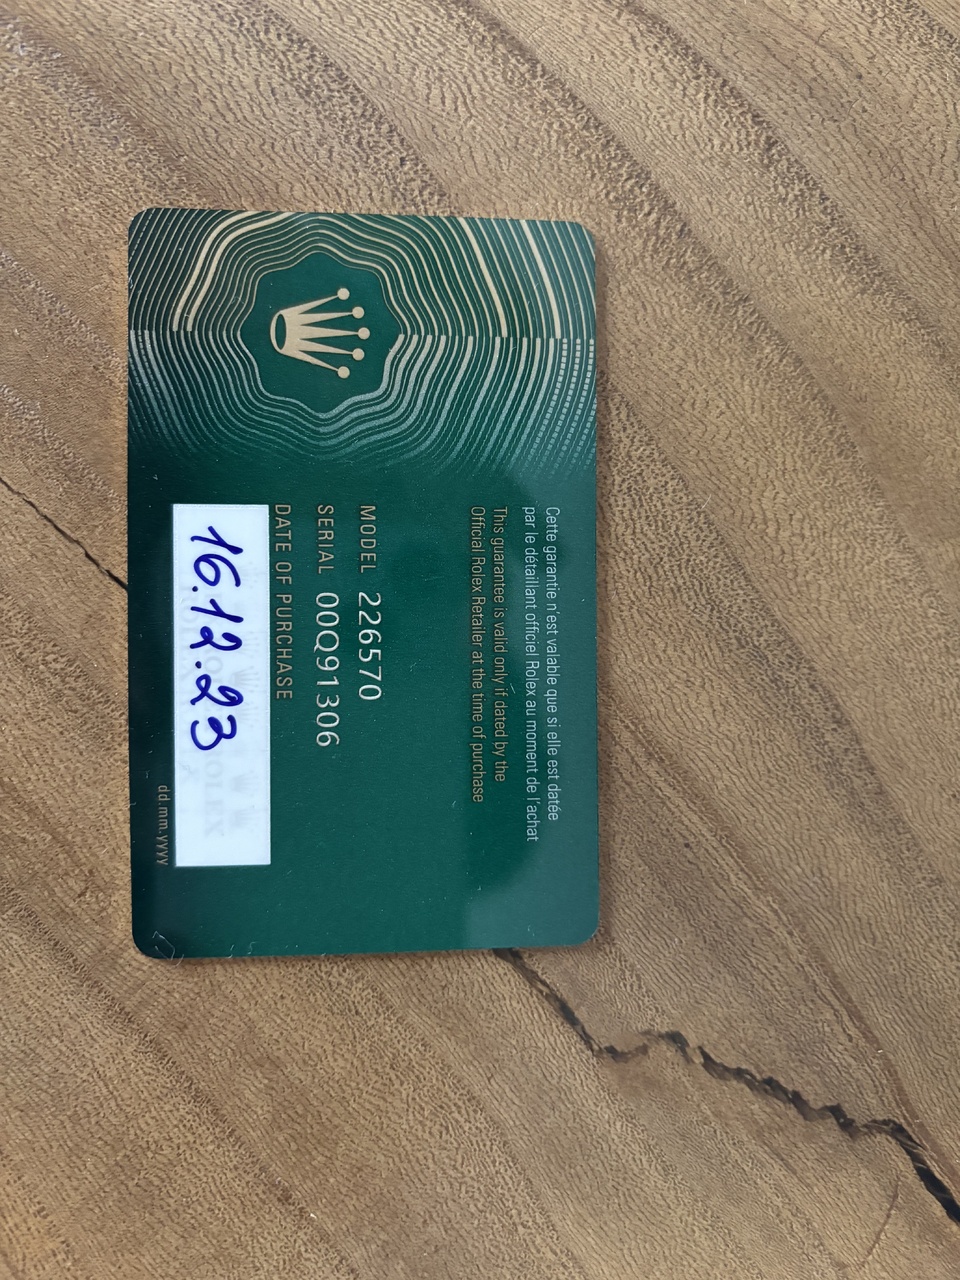 Cette garantie n'est valable que si elle est datée
par le détaillant officiel Rolex au moment de l'achat
This guarantee is valid only if dated by the
Official Rolex Retailer at the time of purchase
MODEL 226570
SERIAL 00Q91306
DATE OF PURCHASE
16.12.23
dd.mm.yyyy